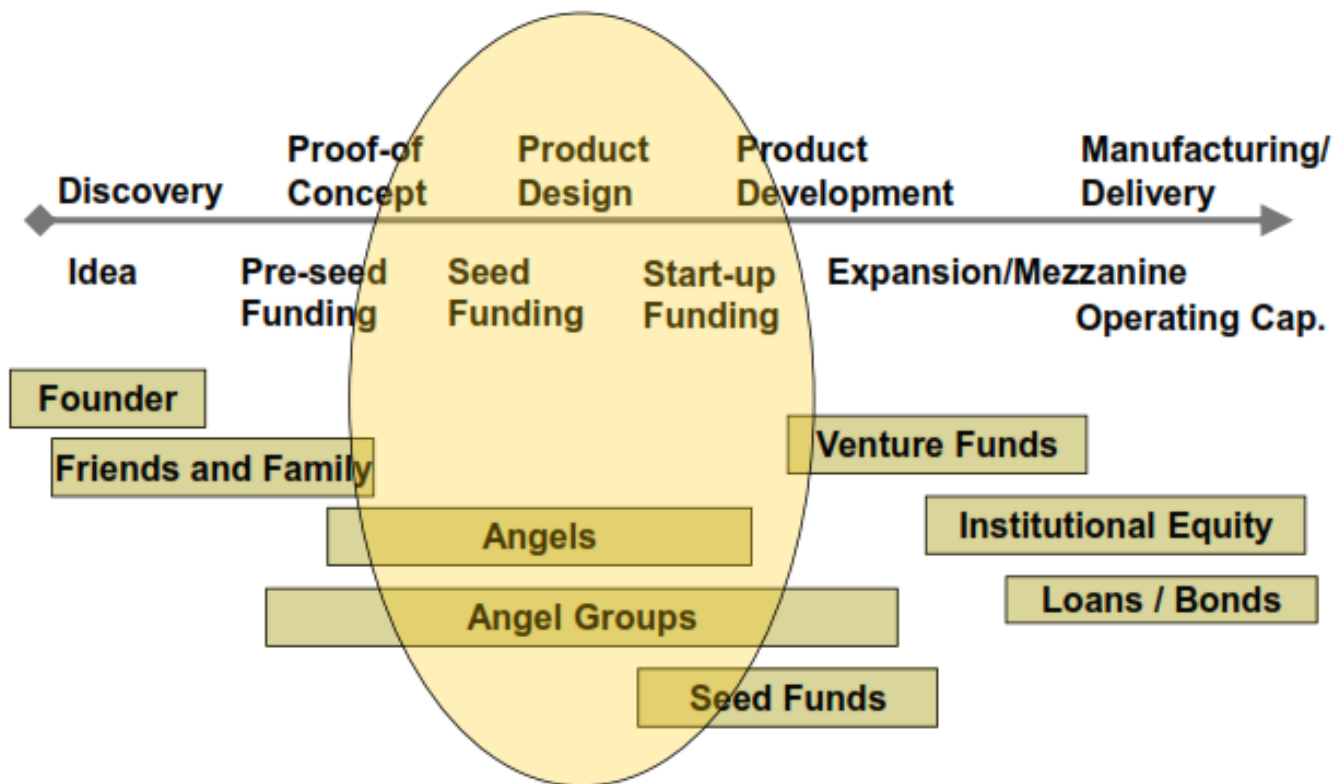 Discovery
Proof-of
Concept
Product
Design
Product
Development
Manufacturing/
Delivery
Idea
Pre-seed
Funding
Seed
Funding
Start-up
Funding
Expansion/Mezzanine
Operating Cap.
Founder
Friends and Family
Venture Funds
Angels
Institutional Equity
Angel Groups
Loans / Bonds
Seed Funds